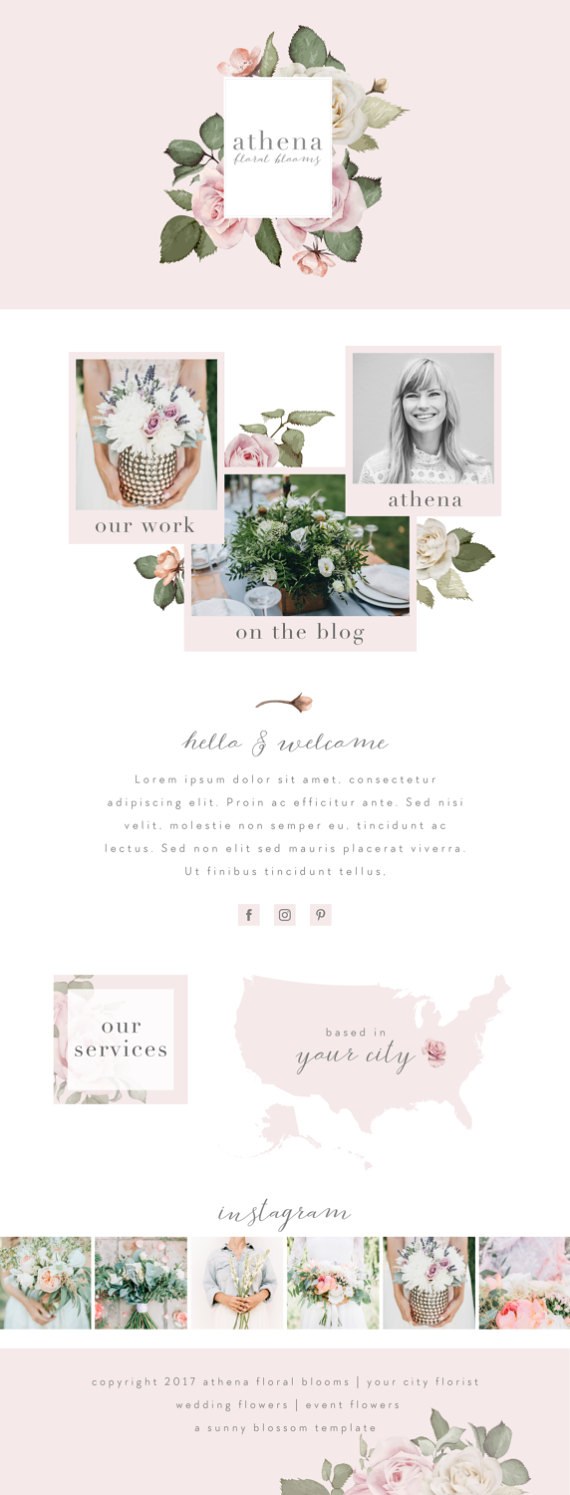 athena
floral blooms
our work
athena
on the blog
hello & welcome
Lorem ipsum dolor sit amet, consectetur
adipiscing elit. Proin ac efficitur ante. Sed nisi
velit, molestie non semper eu, tincidunt ac
lectus. Sed non elit sed mauris placerat viverra.
Ut finibus tincidunt tellus.
our
services
based in
your city
instagram
copyright 2017 athena floral blooms | your city florist
wedding flowers | event flowers
a sunny blossom template